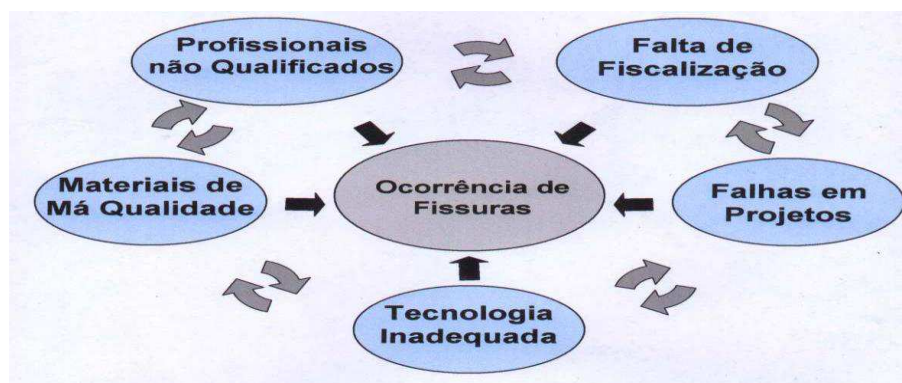 Profissionais
não Qualificados
Falta de
Fiscalização
Materiais de
Má Qualidade
Ocorrência de
Fissuras
Falhas em
Projetos
Tecnologia
Inadequada